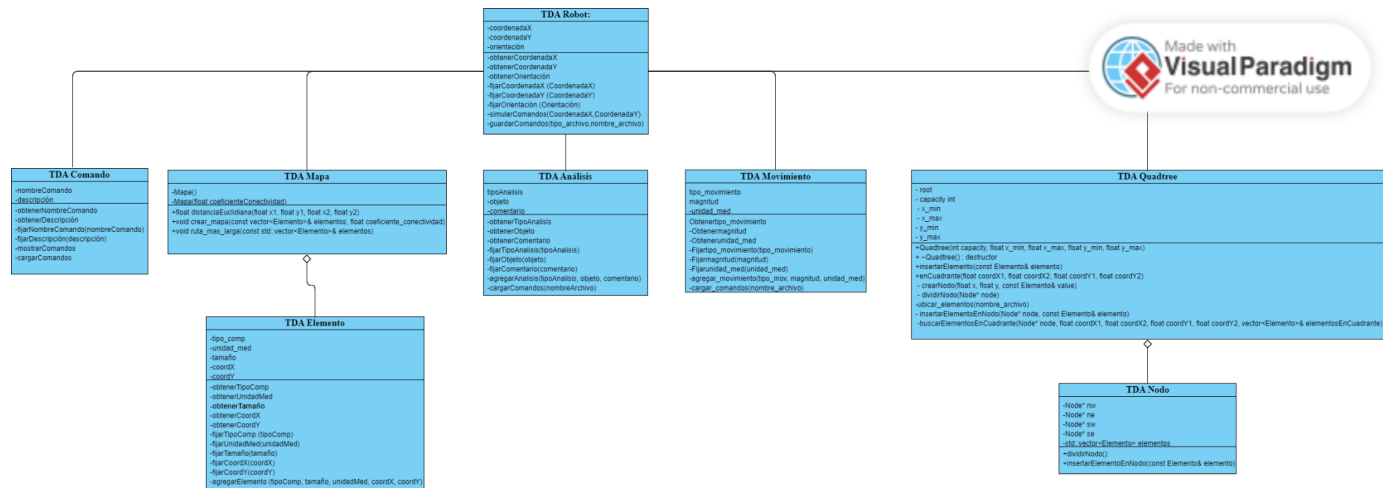 TDA Robot:
-coordenadaX
-coordenadaY
-orientación
-obtenerCoordenadaX
-obtenerCoordenadaY
-obtenerOrientación
-fijarCoordenadaX (CoordenadaX)
-fijarCoordenadaY (CoordenadaY)
-fijarOrientación (Orientación)
-simularComandos(CoordenadaX,CoordenadaY)
-guardarComandos(tipo_archivo,nombre_archivo)
Made with
Visual Paradigm
For non-commercial use
TDA Comando
-nombreComando
-descripción
-obtenerNombreComando
-obtenerDescripción
-fijarNombreComando(nombreComando)
-fijarDescripción(descripción)
-mostrarComandos
-cargarComandos
TDA Mapa
-Mapa()
-Mapa(float coeficienteConectividad)
+float distanciaEuclidiana(float x1, float y1, float x2, float y2)
+void crear_mapa(const vector<Elemento>& elementos, float coeficiente_conectividad)
+void ruta_mas_larga(const std::vector<Elemento>& elementos)
TDA Análisis
tipoAnalisis
-objeto
-comentario
-obtenerTipoAnalisis
-obtenerObjeto
-obtenerComentario
-fijarTipoAnalisis(tipoAnalisis)
-fijarObjeto(objeto)
-fijarComentario(comentario)
-agregarAnalisis(tipoAnalisis, objeto, comentario)
-cargarComandos(nombreArchivo)
TDA Movimiento
tipo_movimiento
magnitud
-unidad_med
Obtenertipo_movimiento
-Obtenermagnitud
-Obtenerunidad_med
-Fijartipo_movimiento(tipo_movimiento)
-Fijarmagnitud(magnitud)
-Fijarunidad_med(unidad_med)
-agregar_movimiento(tipo_mov, magnitud, unidad_med)
-cargar_comandos(nombre_archivo)
TDA Quadtree
- root
- capacity int
- x_min
- x_max
- y_min
- y_max
+Quadtree(int capacity, float x_min, float x_max, float y_min, float y_max)
+ ~Quadtree() : destructor
+insertarElemento(const Elemento& elemento)
+enCuadrante(float coordX1, float coordX2, float coordY1, float coordY2)
- crearNodo(float x, float y, const Elemento& value)
- dividirNodo(Node* node)
-ubicar_elementos(nombre_archivo)
- insertarElementoEnNodo(Node* node, const Elemento& elemento)
-buscarElementosEnCuadrante(Node* node, float coordX1, float coordX2, float coordY1, float coordY2, vector<Elemento>& elementosEnCuadrante)
TDA Elemento
-tipo_comp
-unidad_med
-tamaño
-coordX
-coordY
-obtenerTipoComp
-obtenerUnidadMed
-obtenerTamaño
-obtenerCoordX
-obtenerCoordY
-fijarTipoComp (tipoComp)
-fijarUnidadMed(unidadMed)
-fijarTamaño(tamaño)
-fijarCoordX(coordX)
-fijarCoordY(coordY)
-agregarElemento (tipoComp, tamaño, unidadMed, coordX, coordY)
TDA Nodo
-Node* nw
-Node* ne
-Node* sw
-Node* se
-std::vector<Elemento> elementos
+dividirNodo():
+insertarElementoEnNodo(const Elemento& elemento)